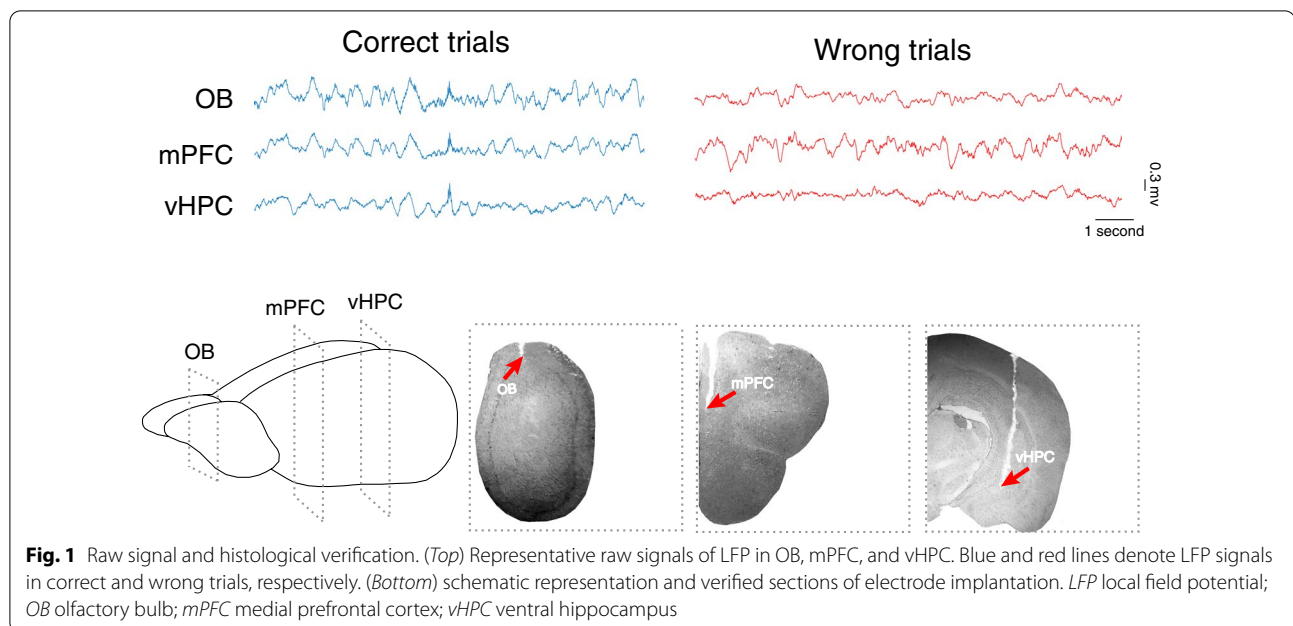 Correct trials
Wrong trials
OB
mPFC
vHPC
0.3 mv
1 second
mPFC
vHPC
OB
OB
mPFC
vHPC
Fig. 1 Raw signal and histological verification. (Top) Representative raw signals of LFP in OB, mPFC, and vHPC. Blue and red lines denote LFP signals
in correct and wrong trials, respectively. (Bottom) schematic representation and verified sections of electrode implantation. LFP local field potential;
OB olfactory bulb; mPFC medial prefrontal cortex; vHPC ventral hippocampus